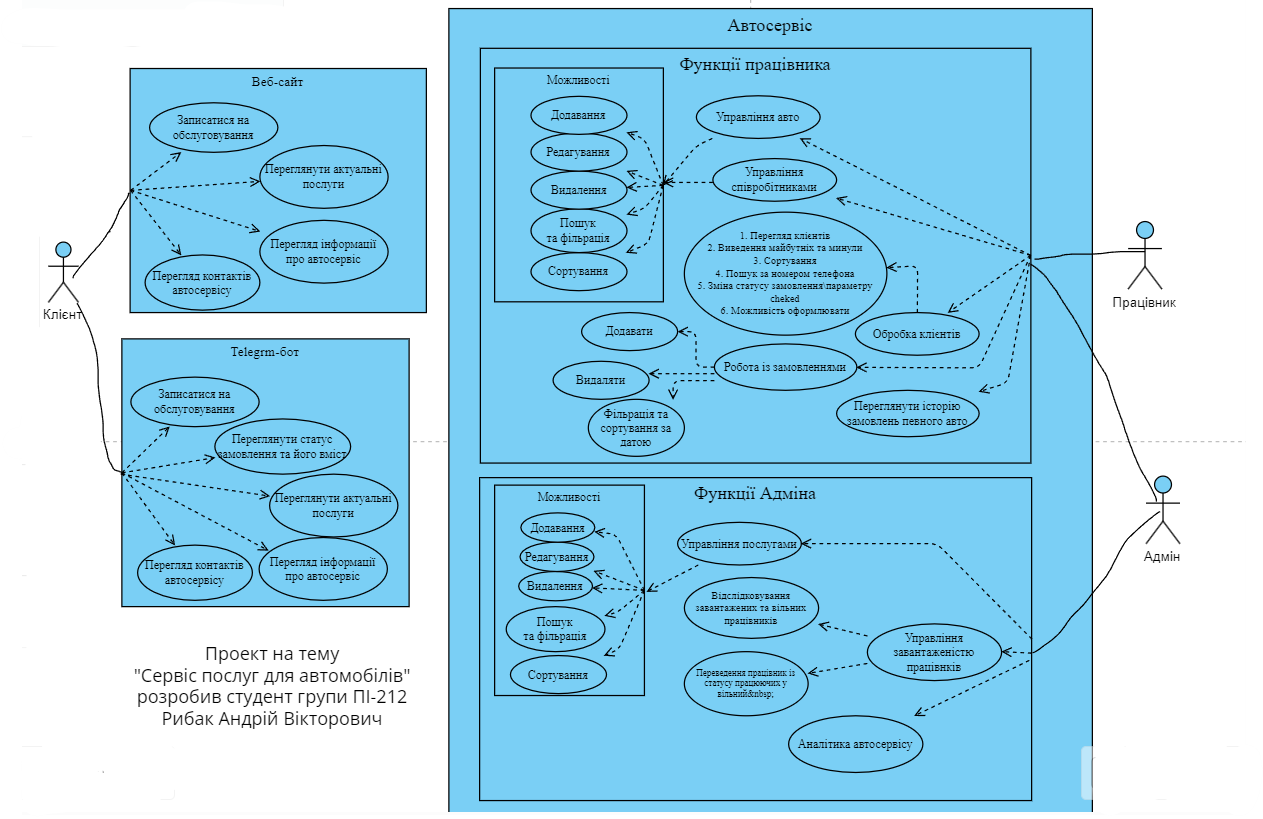 Автосервіс
Функції працівника
Можливості
Додавання
Редагування
Видалення
Пошук
та фільрація
Сортування
Управління авто
Управління
співробітниками
1. Перегляд клієнтів
2. Виведення майбутніх та минули
3. Сортування
4. Пошук за номером телефона
5. Зміна статусу замовлення\параметру
cheked
6. Можливість оформлювати
Обробка клієнтів
Додавати
Робота із замовленнями
Видаляти
Фільрація та
сортування за
датою
Переглянути історію
замовлень певного авто
Веб-сайт
Записатися на
обслуговування
Переглянути актуальні
послуги
Перегляд інформації
про автосервіс
Перегляд контактів
автосервісу
Клієнт
Працівник
Telegrm-бот
Записатися на
обслуговування
Переглянути статус
замовлення та його вміст
Переглянути актуальні
послуги
Перегляд інформації
про автосервіс
Перегляд контактів
автосервісу
Функції Адміна
Можливості
Додавання
Редагування
Видалення
Пошук
та фільрація
Сортування
Управління послугами
Відслідковування
завантажених та вільних
працівників
Управління
завантаженістю
працівнків
Переведення працівник із
статусу працюючих у
вільний&nbsp;
Аналітика автосервісу
Адмін
Проект на тему
"Сервіс послуг для автомобілів"
розробив студент групи ПІ-212
Рибак Андрій Вікторович